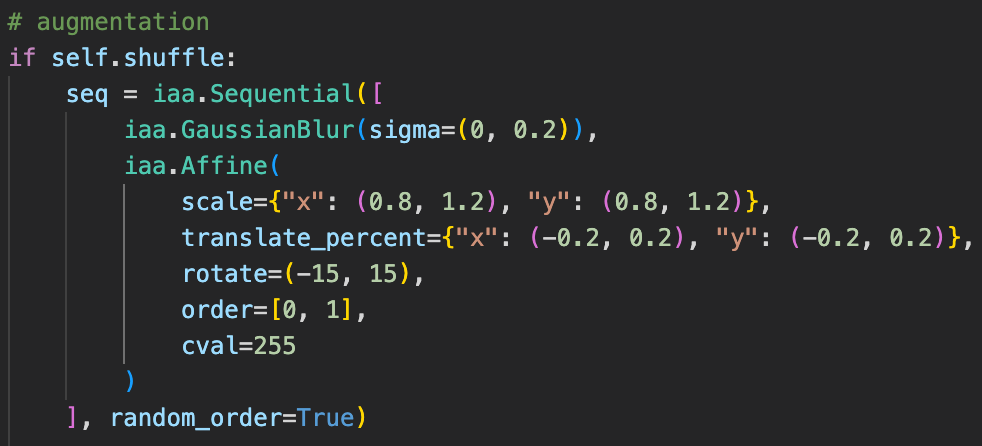 # augmentation
if self.shuffle:
    seq = iaa.Sequential([
        iaa.GaussianBlur(sigma=(0, 0.2)),
        iaa.Affine(
            scale={"x": (0.8, 1.2), "y": (0.8, 1.2)},
            translate_percent={"x": (-0.2, 0.2), "y": (-0.2, 0.2)},
            rotate=(-15, 15),
            order=[0, 1],
            cval=255
        )
    ], random_order=True)